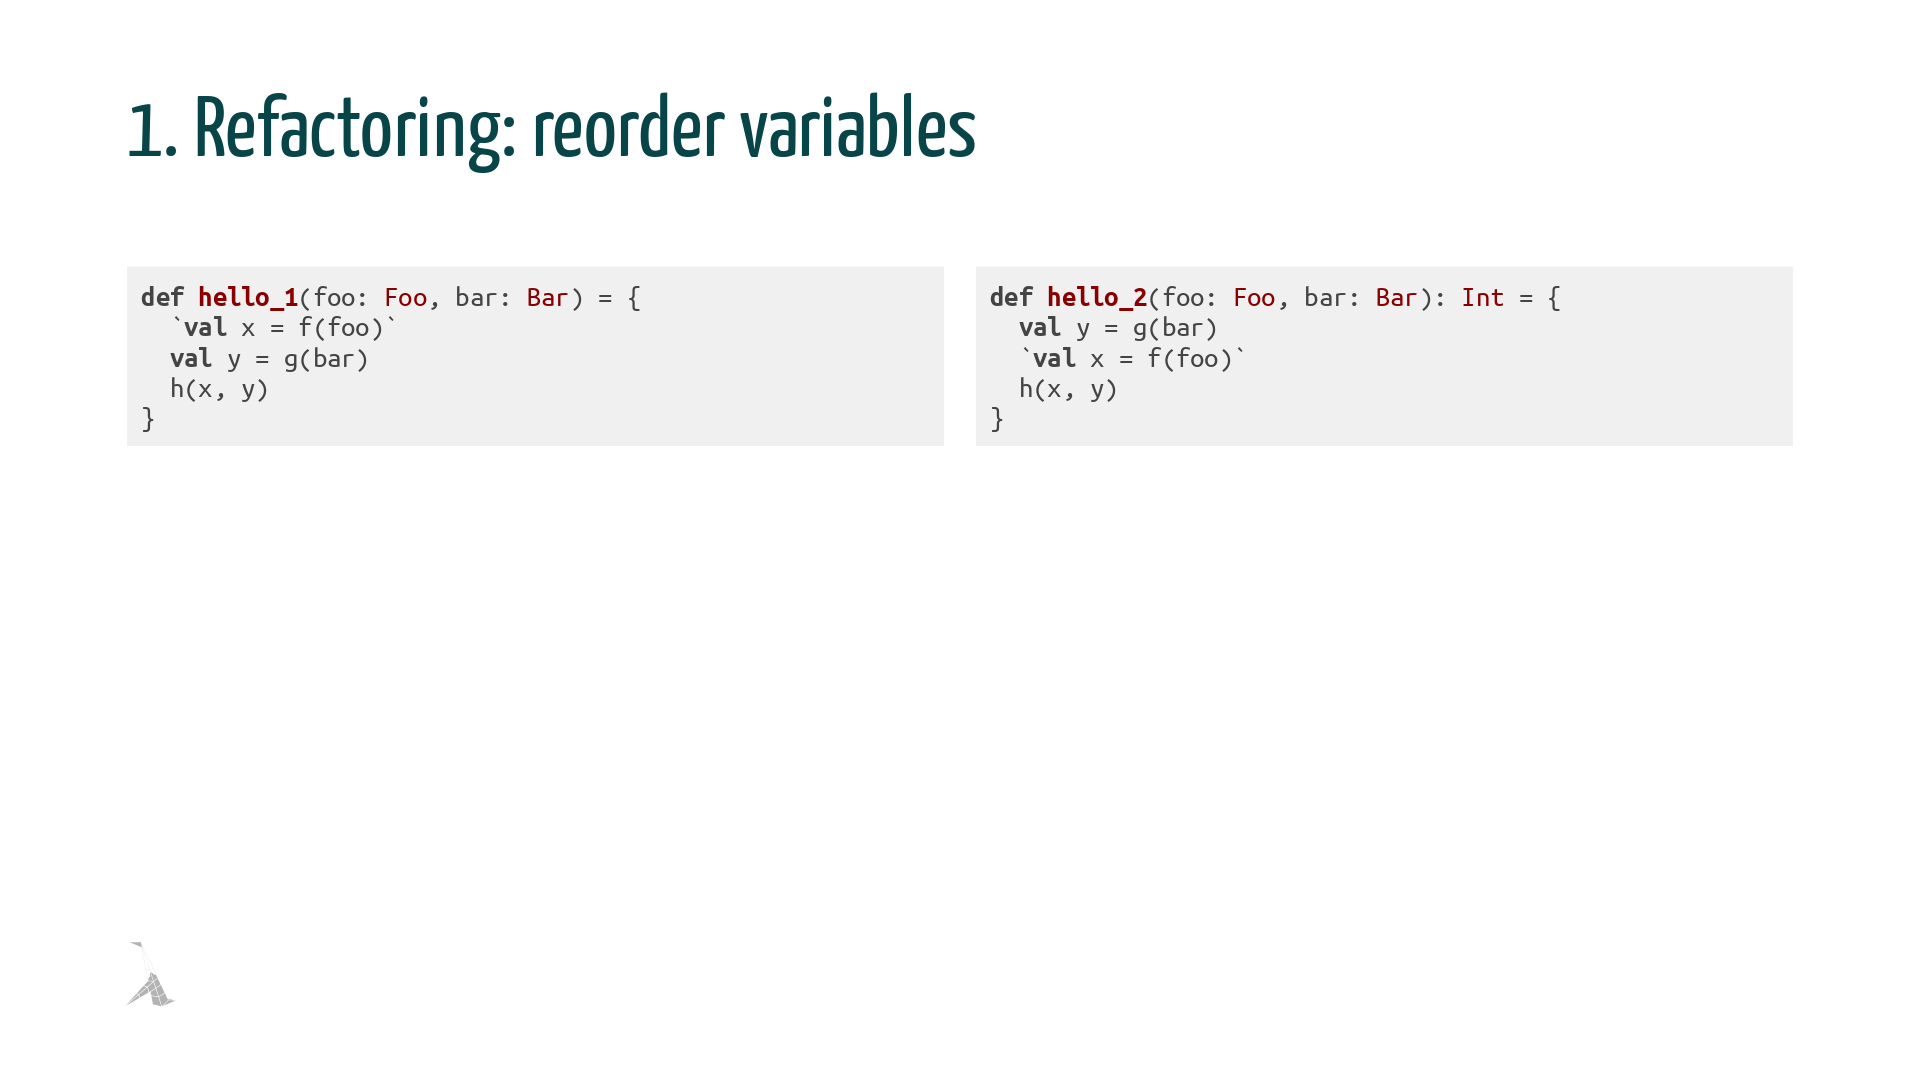 1. Refactoring: reorder variables
def hello_1(foo: Foo, bar: Bar) = {
  `val x = f(foo)`
  val y = g(bar)
  h(x, y)
}
def hello_2(foo: Foo, bar: Bar): Int = {
  val y = g(bar)
  `val x = f(foo)`
  h(x, y)
}